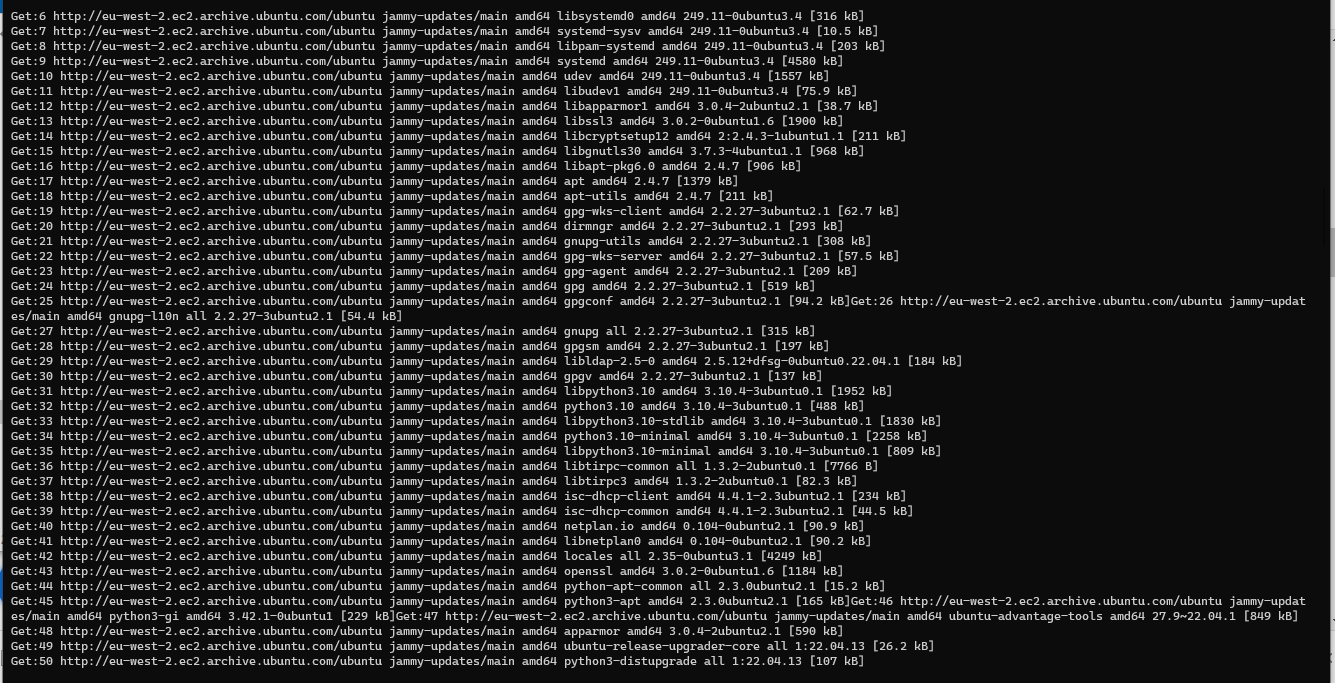 Get:6 http://eu-west-2.ec2.archive.ubuntu.com/ubuntu jammy-updates/main amd64 libsystemd0 amd64 249.11-0ubuntu3.4 [316 kB]
Get:7 http://eu-west-2.ec2.archive.ubuntu.com/ubuntu jammy-updates/main amd64 systemd-sysv amd64 249.11-0ubuntu3.4 [10.5 kB]
Get:8 http://eu-west-2.ec2.archive.ubuntu.com/ubuntu jammy-updates/main amd64 libpam-systemd amd64 249.11-0ubuntu3.4 [203 kB]
Get:9 http://eu-west-2.ec2.archive.ubuntu.com/ubuntu jammy-updates/main amd64 systemd amd64 249.11-0ubuntu3.4 [4580 kB]
Get:10 http://eu-west-2.ec2.archive.ubuntu.com/ubuntu jammy-updates/main amd64 udev amd64 249.11-0ubuntu3.4 [1557 kB]
Get:11 http://eu-west-2.ec2.archive.ubuntu.com/ubuntu jammy-updates/main amd64 libudev1 amd64 249.11-0ubuntu3.4 [75.9 kB]
Get:12 http://eu-west-2.ec2.archive.ubuntu.com/ubuntu jammy-updates/main amd64 libapparmor1 amd64 3.0.4-2ubuntu2.1 [38.7 kB]
Get:13 http://eu-west-2.ec2.archive.ubuntu.com/ubuntu jammy-updates/main amd64 libssl3 amd64 3.0.2-0ubuntu1.6 [1900 kB]
Get:14 http://eu-west-2.ec2.archive.ubuntu.com/ubuntu jammy-updates/main amd64 libcryptsetup12 amd64 2:2.4.3-1ubuntu1.1 [211 kB]
Get:15 http://eu-west-2.ec2.archive.ubuntu.com/ubuntu jammy-updates/main amd64 libgnutls30 amd64 3.7.3-4ubuntu1.1 [968 kB]
Get:16 http://eu-west-2.ec2.archive.ubuntu.com/ubuntu jammy-updates/main amd64 libapt-pkg6.0 amd64 2.4.7 [906 kB]
Get:17 http://eu-west-2.ec2.archive.ubuntu.com/ubuntu jammy-updates/main amd64 apt amd64 2.4.7 [1379 kB]
Get:18 http://eu-west-2.ec2.archive.ubuntu.com/ubuntu jammy-updates/main amd64 apt-utils amd64 2.4.7 [211 kB]
Get:19 http://eu-west-2.ec2.archive.ubuntu.com/ubuntu jammy-updates/main amd64 gpg-wks-client amd64 2.2.27-3ubuntu2.1 [62.7 kB]
Get:20 http://eu-west-2.ec2.archive.ubuntu.com/ubuntu jammy-updates/main amd64 dirmngr amd64 2.2.27-3ubuntu2.1 [293 kB]
Get:21 http://eu-west-2.ec2.archive.ubuntu.com/ubuntu jammy-updates/main amd64 gnupg-utils amd64 2.2.27-3ubuntu2.1 [308 kB]
Get:22 http://eu-west-2.ec2.archive.ubuntu.com/ubuntu jammy-updates/main amd64 gpg-wks-server amd64 2.2.27-3ubuntu2.1 [57.5 kB]
Get:23 http://eu-west-2.ec2.archive.ubuntu.com/ubuntu jammy-updates/main amd64 gpg-agent amd64 2.2.27-3ubuntu2.1 [209 kB]
Get:24 http://eu-west-2.ec2.archive.ubuntu.com/ubuntu jammy-updates/main amd64 gpg amd64 2.2.27-3ubuntu2.1 [519 kB]
Get:25 http://eu-west-2.ec2.archive.ubuntu.com/ubuntu jammy-updates/main amd64 gpgconf amd64 2.2.27-3ubuntu2.1 [94.2 kB]Get:26 http://eu-west-2.ec2.archive.ubuntu.com/ubuntu jammy-updat
es/main amd64 gnupg-l10n all 2.2.27-3ubuntu2.1 [54.4 kB]
Get:27 http://eu-west-2.ec2.archive.ubuntu.com/ubuntu jammy-updates/main amd64 gnupg all 2.2.27-3ubuntu2.1 [315 kB]
Get:28 http://eu-west-2.ec2.archive.ubuntu.com/ubuntu jammy-updates/main amd64 gpgsm amd64 2.2.27-3ubuntu2.1 [197 kB]
Get:29 http://eu-west-2.ec2.archive.ubuntu.com/ubuntu jammy-updates/main amd64 libldap-2.5-0 amd64 2.5.12+dfsg-0ubuntu0.22.04.1 [184 kB]
Get:30 http://eu-west-2.ec2.archive.ubuntu.com/ubuntu jammy-updates/main amd64 gpgv amd64 2.2.27-3ubuntu2.1 [137 kB]
Get:31 http://eu-west-2.ec2.archive.ubuntu.com/ubuntu jammy-updates/main amd64 libpython3.10 amd64 3.10.4-3ubuntu0.1 [1952 kB]
Get:32 http://eu-west-2.ec2.archive.ubuntu.com/ubuntu jammy-updates/main amd64 python3.10 amd64 3.10.4-3ubuntu0.1 [488 kB]
Get:33 http://eu-west-2.ec2.archive.ubuntu.com/ubuntu jammy-updates/main amd64 libpython3.10-stdlib amd64 3.10.4-3ubuntu0.1 [1830 kB]
Get:34 http://eu-west-2.ec2.archive.ubuntu.com/ubuntu jammy-updates/main amd64 python3.10-minimal amd64 3.10.4-3ubuntu0.1 [2258 kB]
Get:35 http://eu-west-2.ec2.archive.ubuntu.com/ubuntu jammy-updates/main amd64 libpython3.10-minimal amd64 3.10.4-3ubuntu0.1 [809 kB]
Get:36 http://eu-west-2.ec2.archive.ubuntu.com/ubuntu jammy-updates/main amd64 libtirpc-common all 1.3.2-2ubuntu0.1 [7766 B]
Get:37 http://eu-west-2.ec2.archive.ubuntu.com/ubuntu jammy-updates/main amd64 libtirpc3 amd64 1.3.2-2ubuntu0.1 [82.3 kB]
Get:38 http://eu-west-2.ec2.archive.ubuntu.com/ubuntu jammy-updates/main amd64 isc-dhcp-client amd64 4.4.1-2.3ubuntu2.1 [234 kB]
Get:39 http://eu-west-2.ec2.archive.ubuntu.com/ubuntu jammy-updates/main amd64 isc-dhcp-common amd64 4.4.1-2.3ubuntu2.1 [44.5 kB]
Get:40 http://eu-west-2.ec2.archive.ubuntu.com/ubuntu jammy-updates/main amd64 netplan.io amd64 0.104-0ubuntu2.1 [90.9 kB]
Get:41 http://eu-west-2.ec2.archive.ubuntu.com/ubuntu jammy-updates/main amd64 libnetplan0 amd64 0.104-0ubuntu2.1 [90.2 kB]
Get:42 http://eu-west-2.ec2.archive.ubuntu.com/ubuntu jammy-updates/main amd64 locales all 2.35-0ubuntu3.1 [4249 kB]
Get:43 http://eu-west-2.ec2.archive.ubuntu.com/ubuntu jammy-updates/main amd64 openssl amd64 3.0.2-0ubuntu1.6 [1184 kB]
Get:44 http://eu-west-2.ec2.archive.ubuntu.com/ubuntu jammy-updates/main amd64 python-apt-common all 2.3.0ubuntu2.1 [15.2 kB]
Get:45 http://eu-west-2.ec2.archive.ubuntu.com/ubuntu jammy-updates/main amd64 python3-apt amd64 2.3.0ubuntu2.1 [165 kB]Get:46 http://eu-west-2.ec2.archive.ubuntu.com/ubuntu jammy-updat
es/main amd64 python3-gi amd64 3.42.1-0ubuntu1 [229 kB]Get:47 http://eu-west-2.ec2.archive.ubuntu.com/ubuntu jammy-updates/main amd64 ubuntu-advantage-tools amd64 27.9~22.04.1 [849 kB]
Get:48 http://eu-west-2.ec2.archive.ubuntu.com/ubuntu jammy-updates/main amd64 apparmor amd64 3.0.4-2ubuntu2.1 [590 kB]
Get:49 http://eu-west-2.ec2.archive.ubuntu.com/ubuntu jammy-updates/main amd64 ubuntu-release-upgrader-core all 1:22.04.13 [26.2 kB]
Get:50 http://eu-west-2.ec2.archive.ubuntu.com/ubuntu jammy-updates/main amd64 python3-distupgrade all 1:22.04.13 [107 kB]